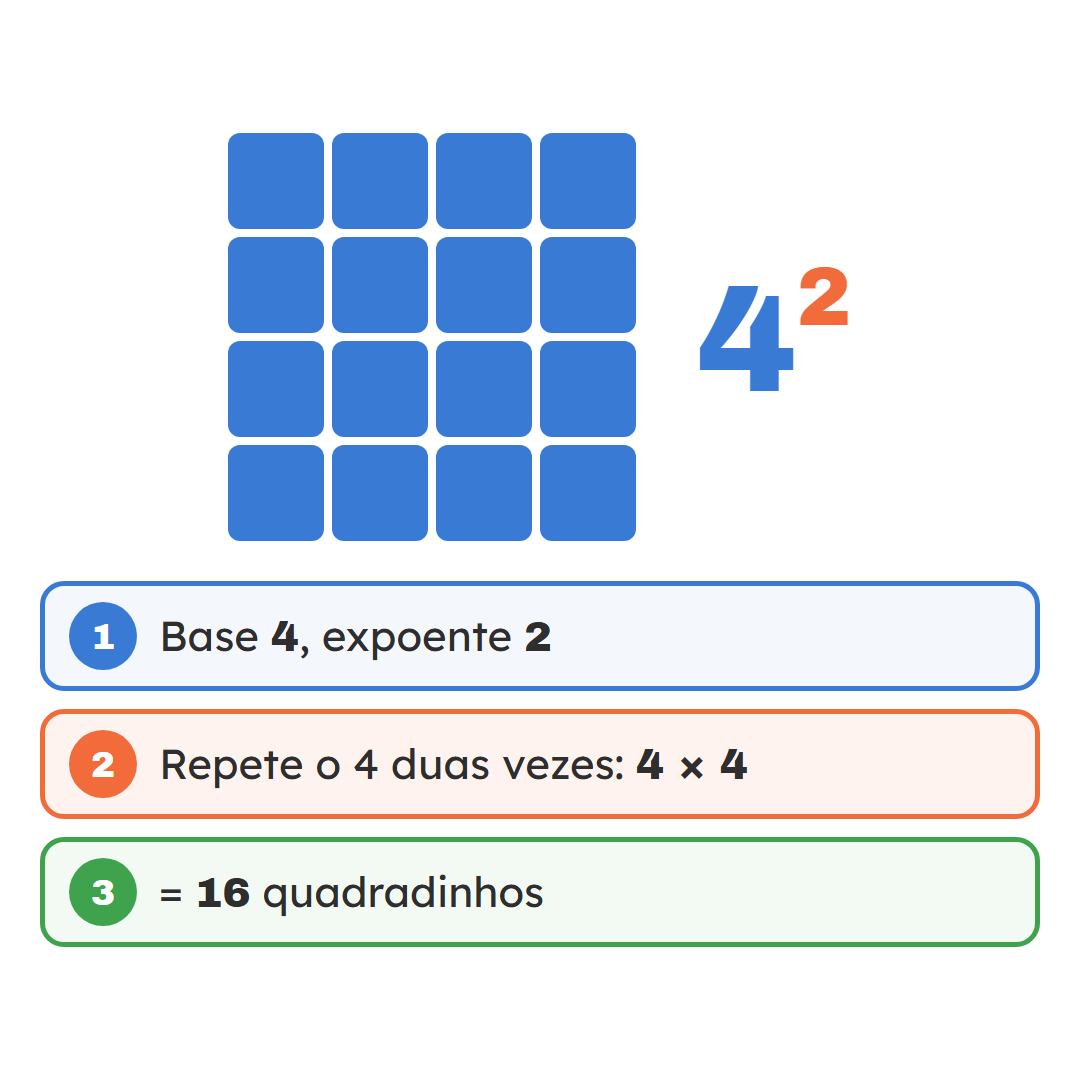 4²
1 Base 4, expoente 2
2 Repete o 4 duas vezes: 4 × 4
3 = 16 quadradinhos